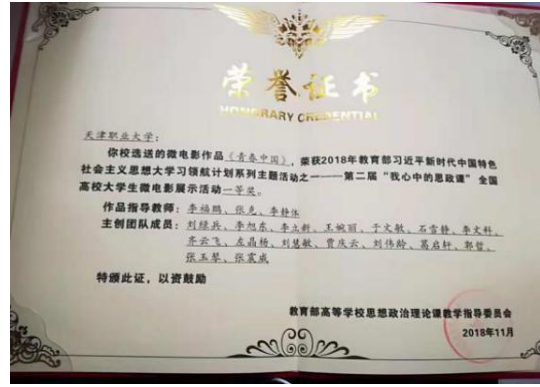 荣誉证书
HONORARY CREDENTIAL
天津职业大学：
你校选送的微电影作品《青春中国》，荣获2018年教育部习近平新时代中国特色
社会主义思想大学习领航计划系列主题活动之一——第二届“我心中的思政课”全国
高校大学生微电影展示活动一等奖。
作品指导教师：李福鹏、张克、李静体
主创团队成员：刘经兵、李旭东、李立新、王婉丽、于文敏、石雪静、李文科、
齐云飞、左晶杨、刘慧敏、贾庆云、刘伟龄、葛启轩、郭哲、
张玉琴、张震威
特颁此证，以资鼓励
教育部高等学校思想政治理论课教学指导委员会
2018年11月